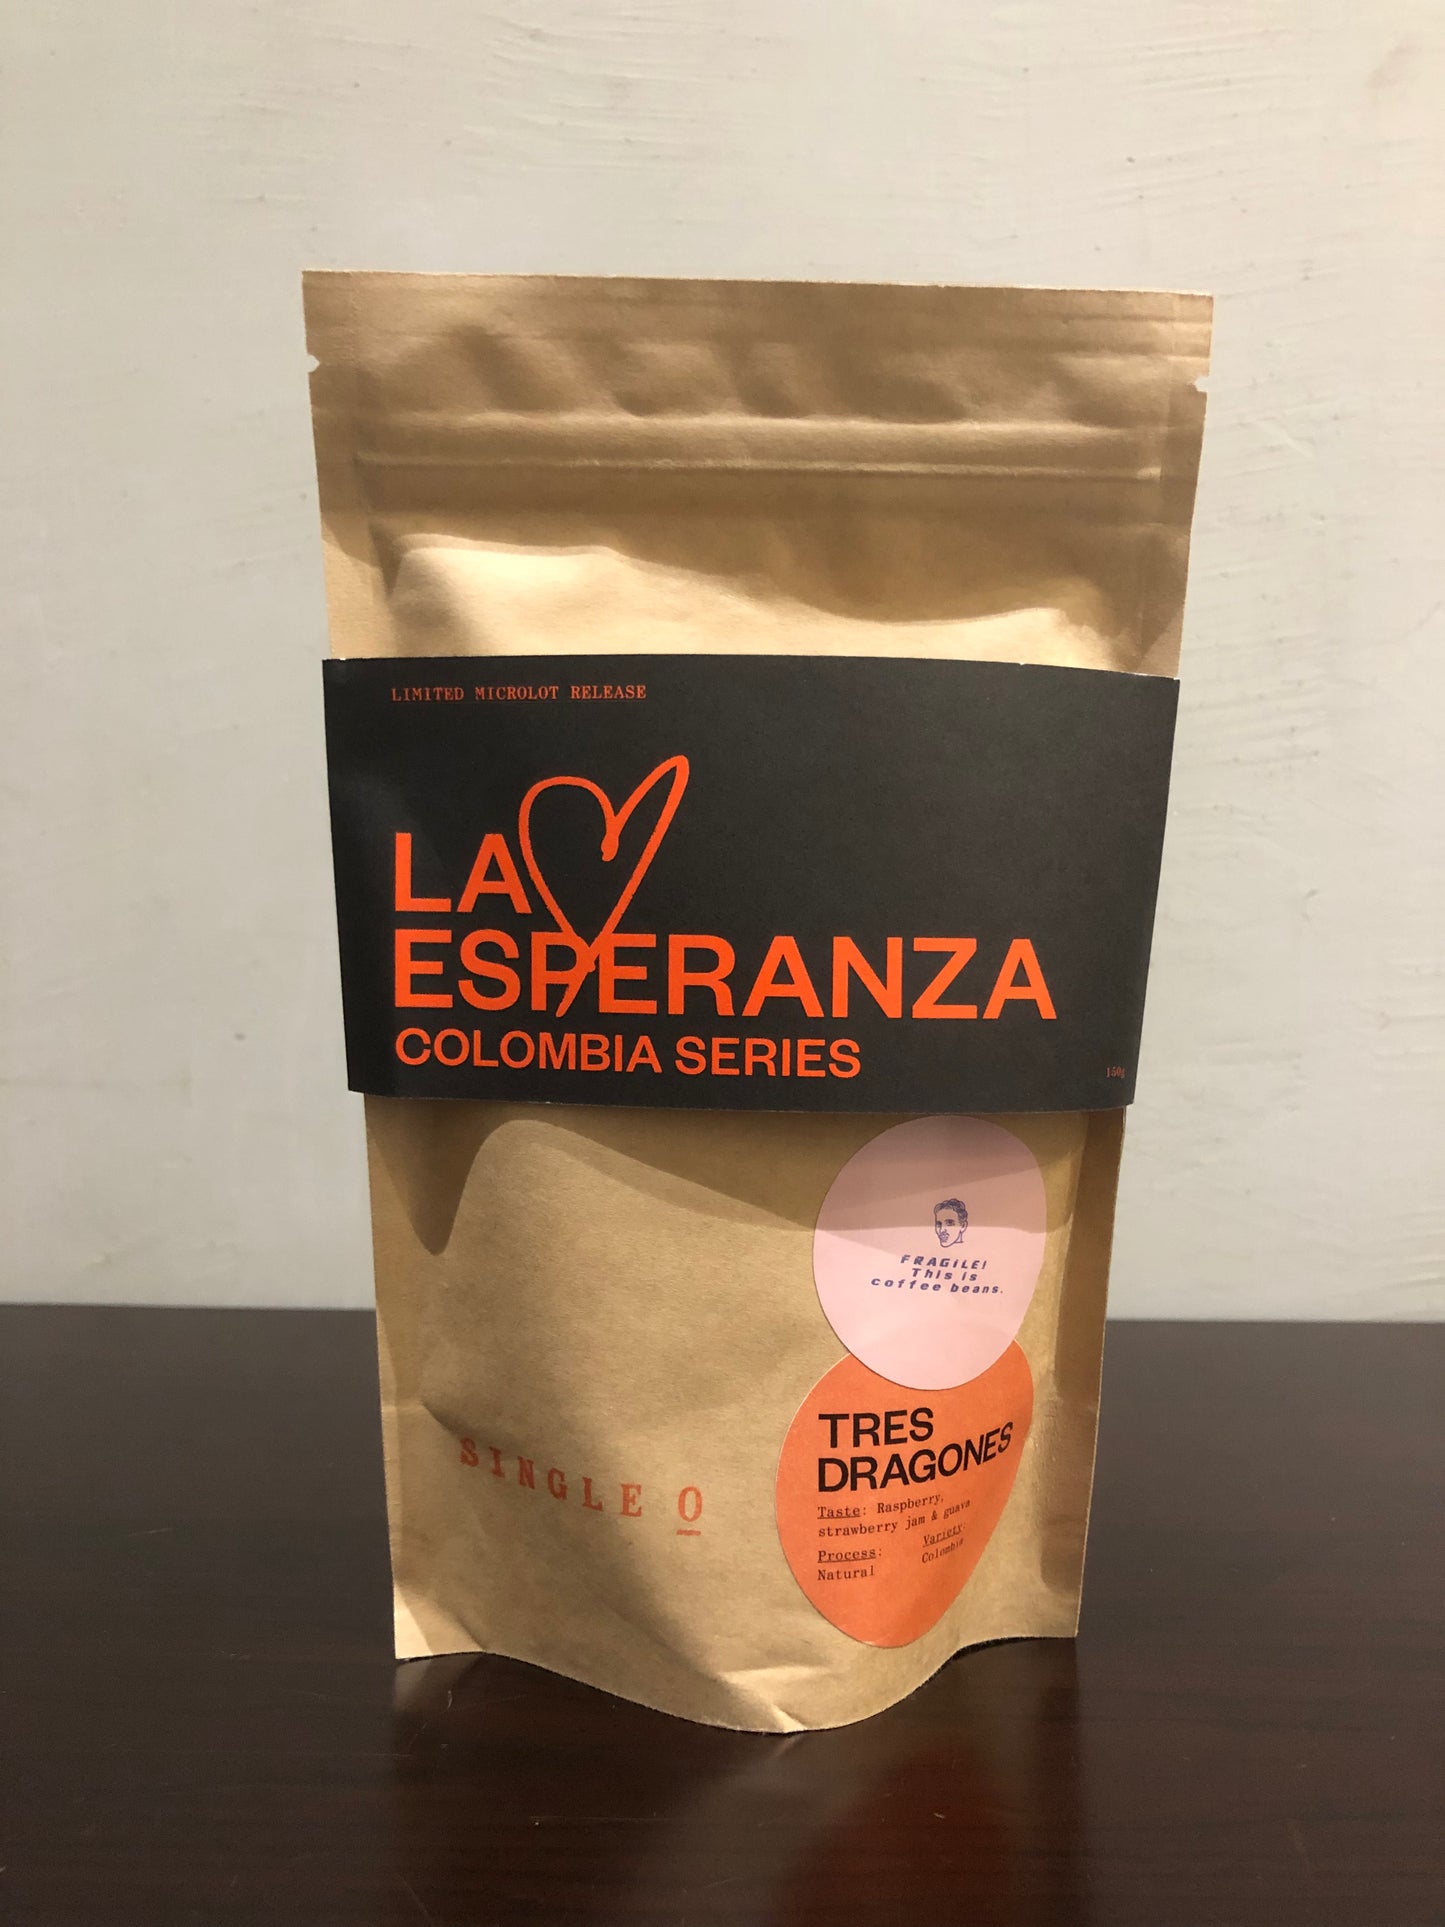 LIMITED MICROLOT RELEASE
LA
ESPERANZA
COLOMBIA SERIES
150g
FRAGiLE!
This is
coffee beans.
SINGLE O
TRES
DRAGONES
Taste: Raspberry,
strawberry jam & guava
Process:
Natural
Variety:
Colombia